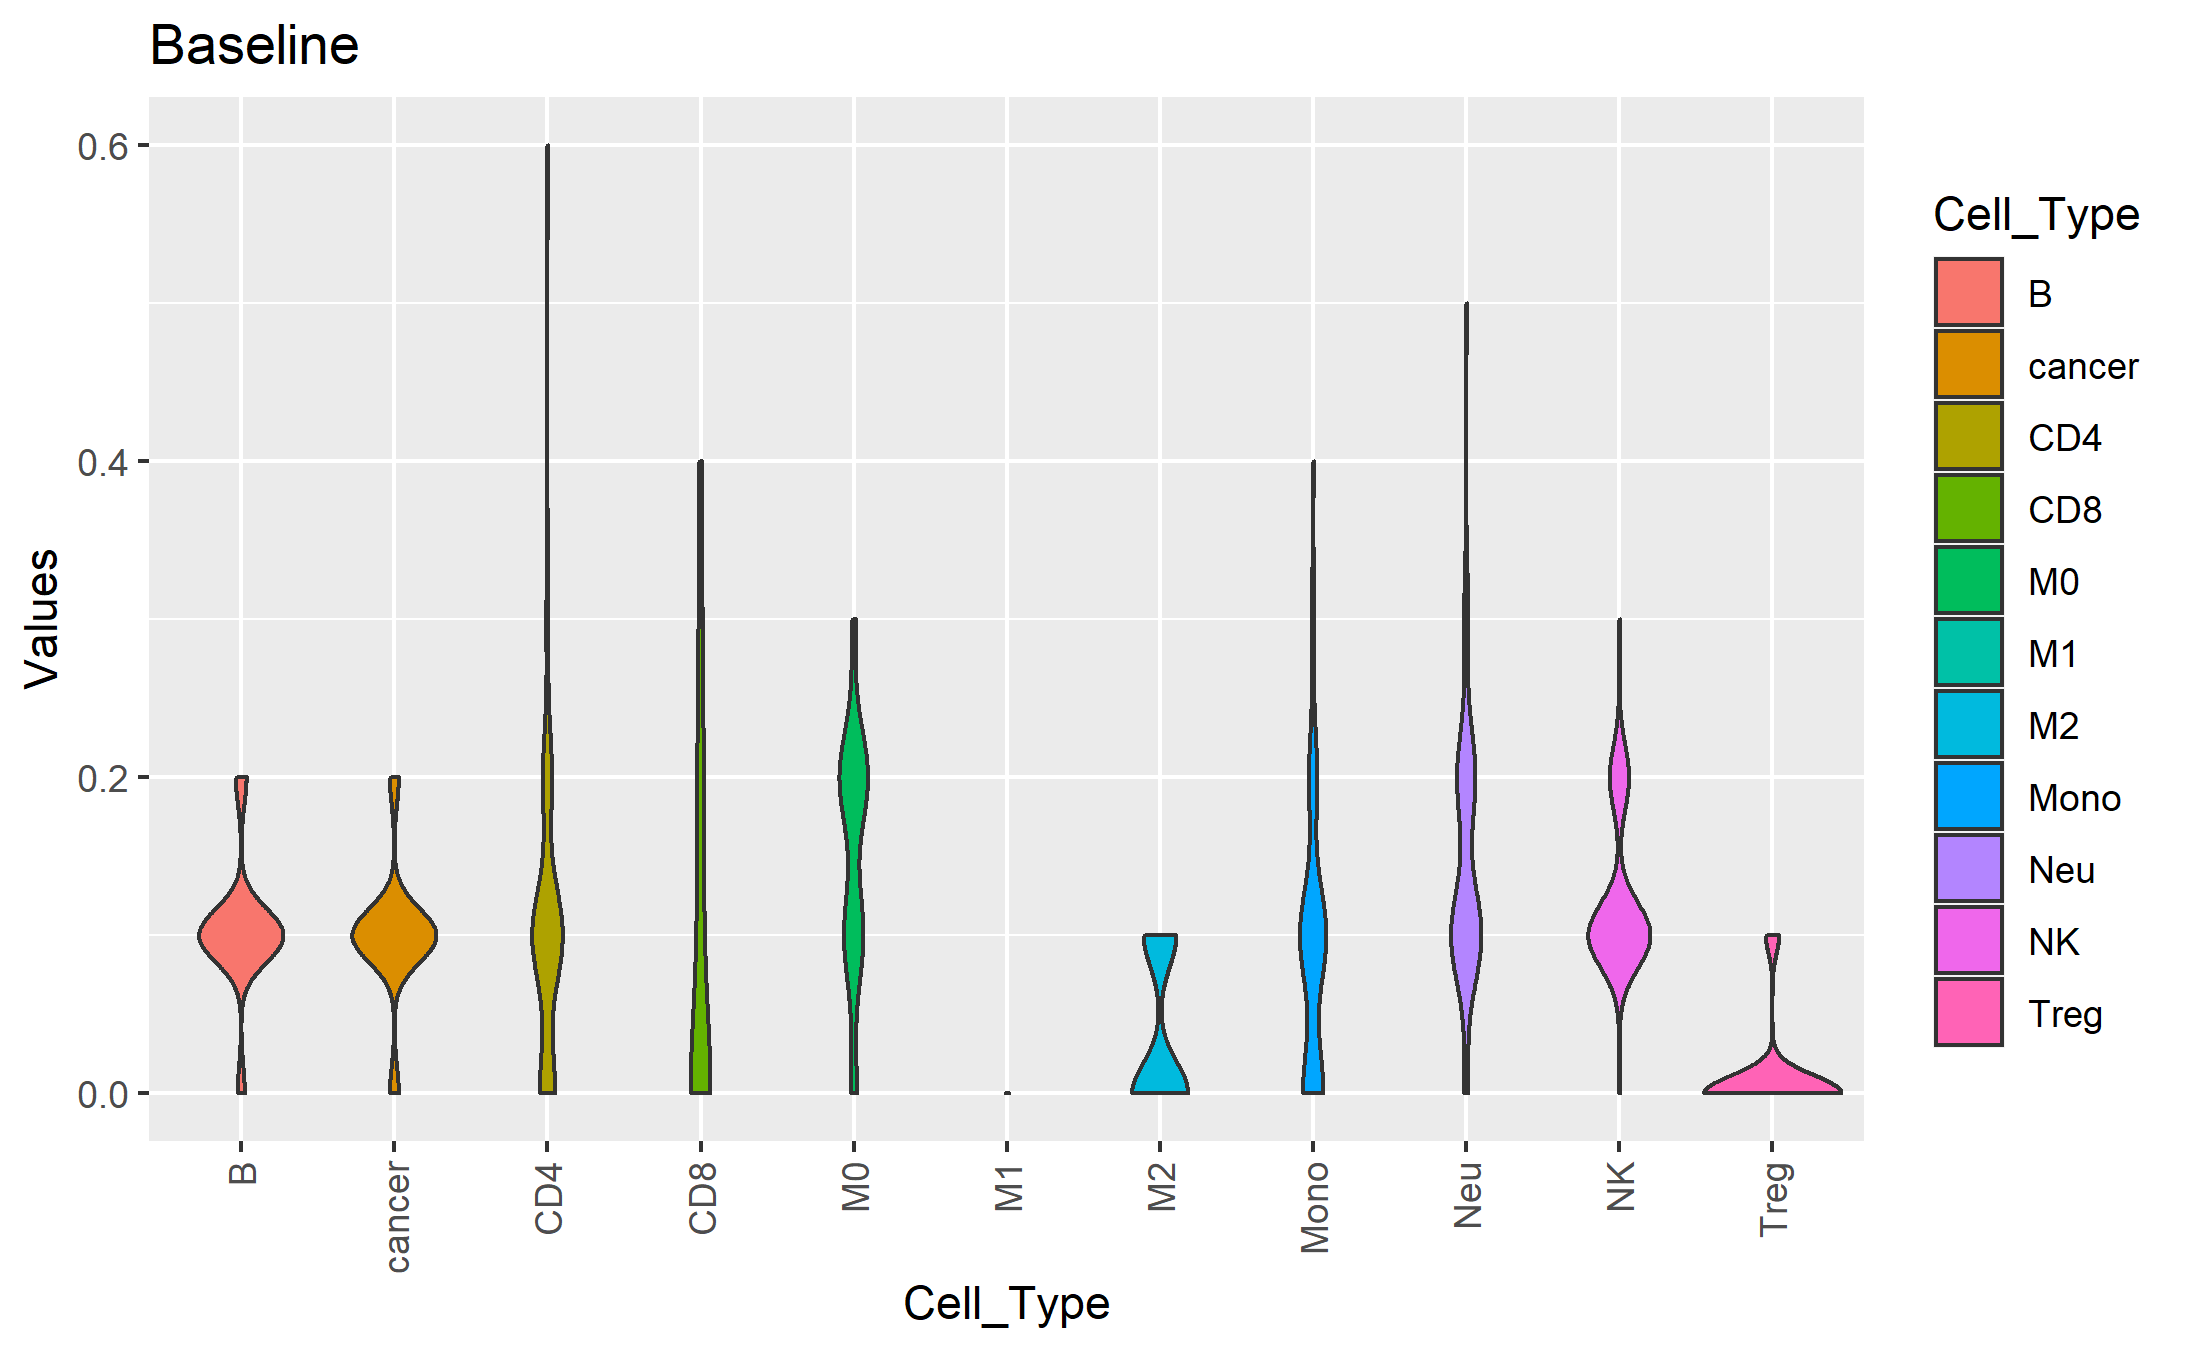 Baseline
0.6
0.4
0.2
0.0
Values
B
cancer
CD4
CD8
M0
M1
M2
Mono
Neu
NK
Treg
Cell_Type
Cell_Type
B
cancer
CD4
CD8
M0
M1
M2
Mono
Neu
NK
Treg